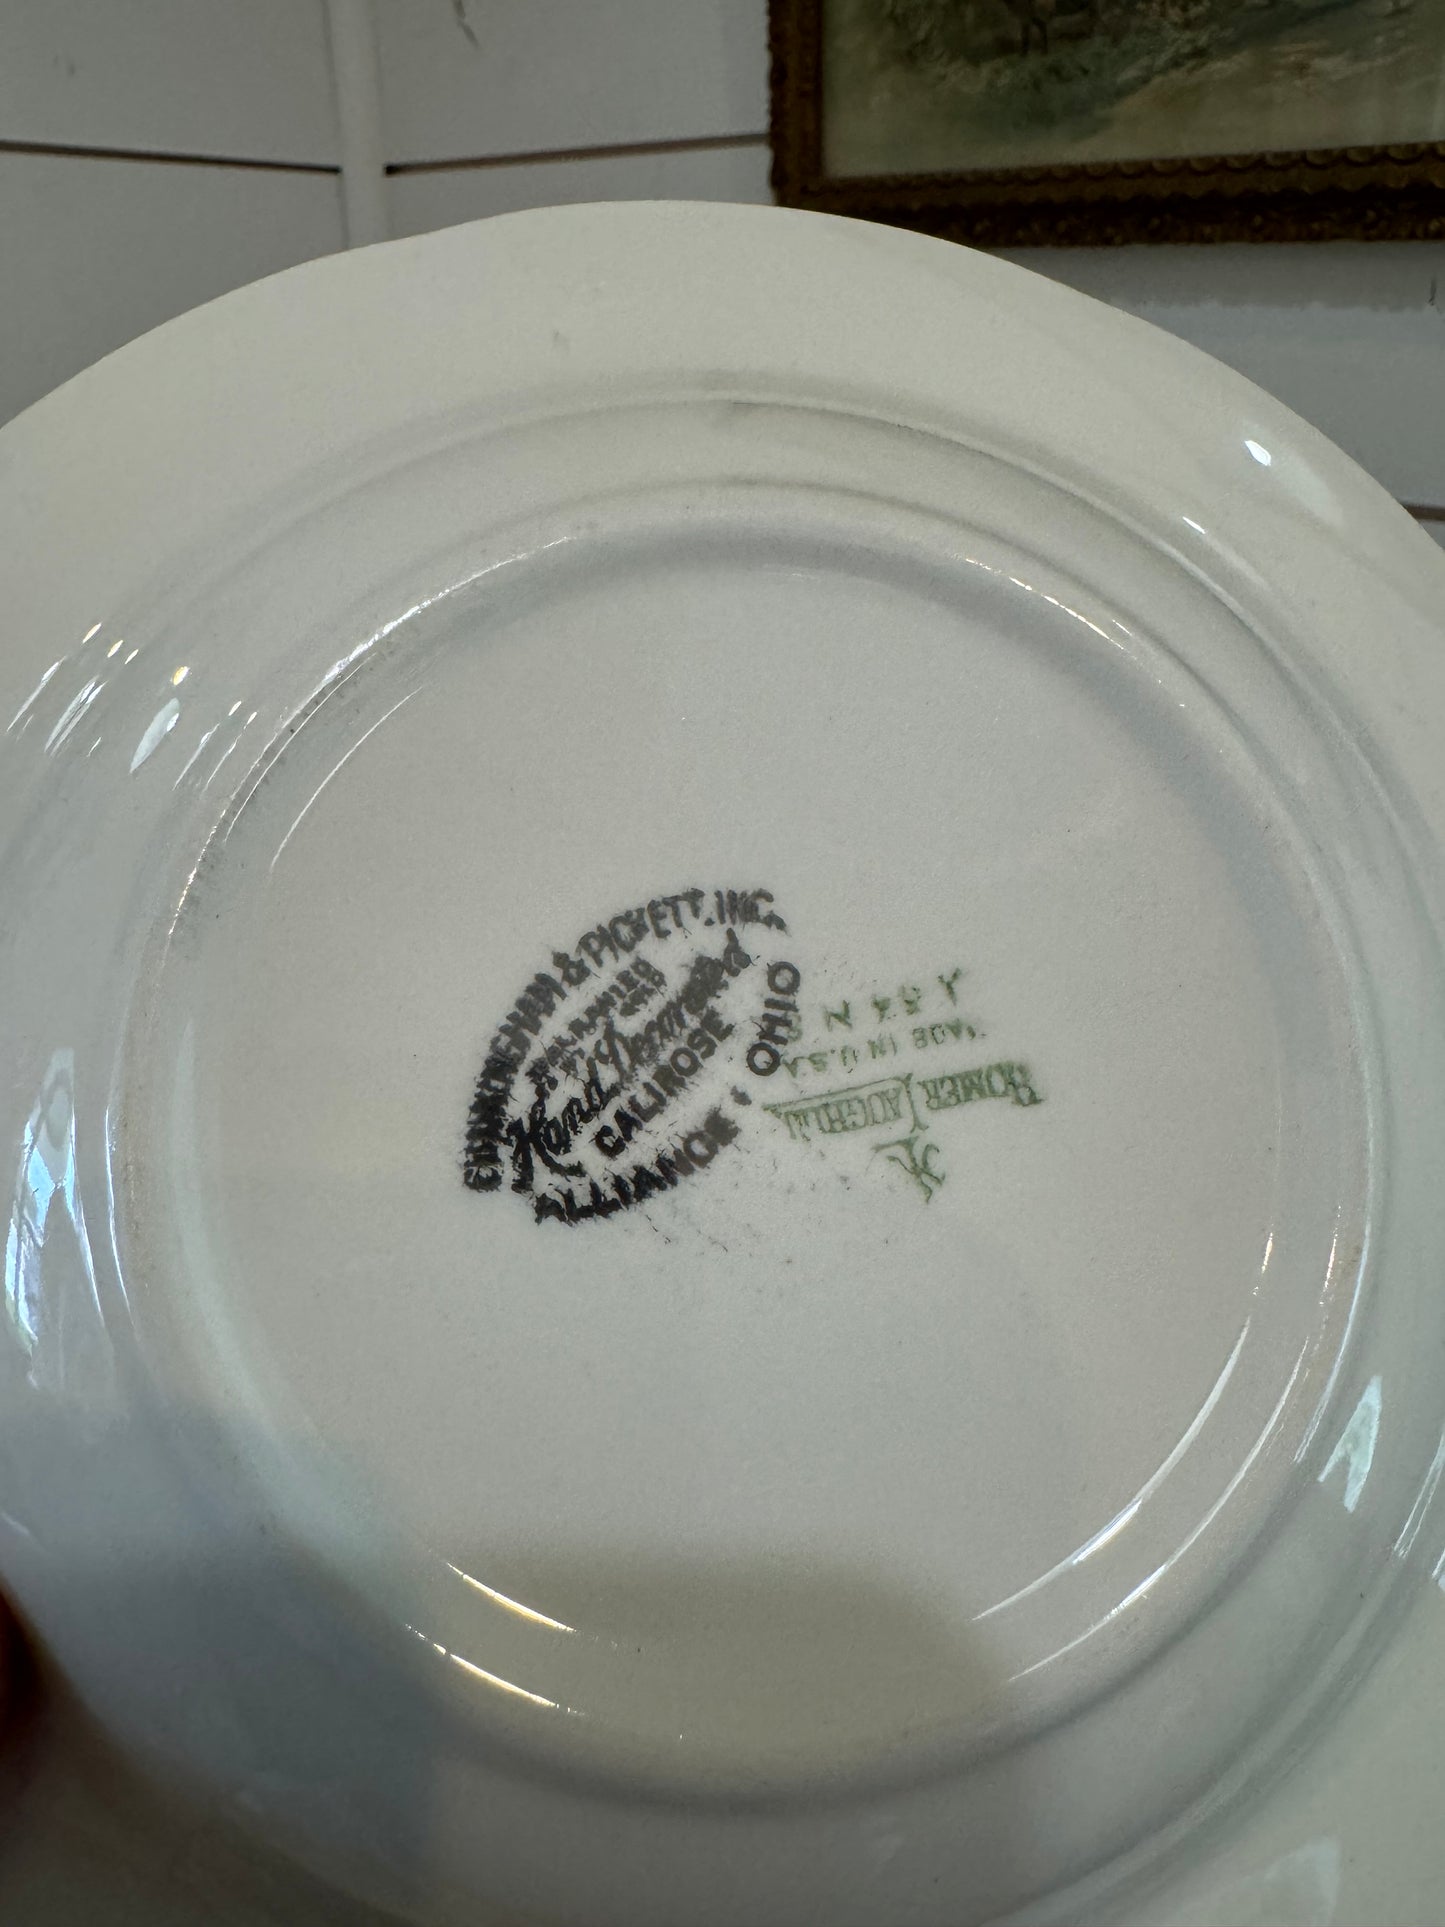 CUNNINGHAM & PICKETT, INC.
Hand Decorated
CALIROSE
ALLIANCE, OHIO
HOMER LAUGHLIN
MADE IN U.S.A.